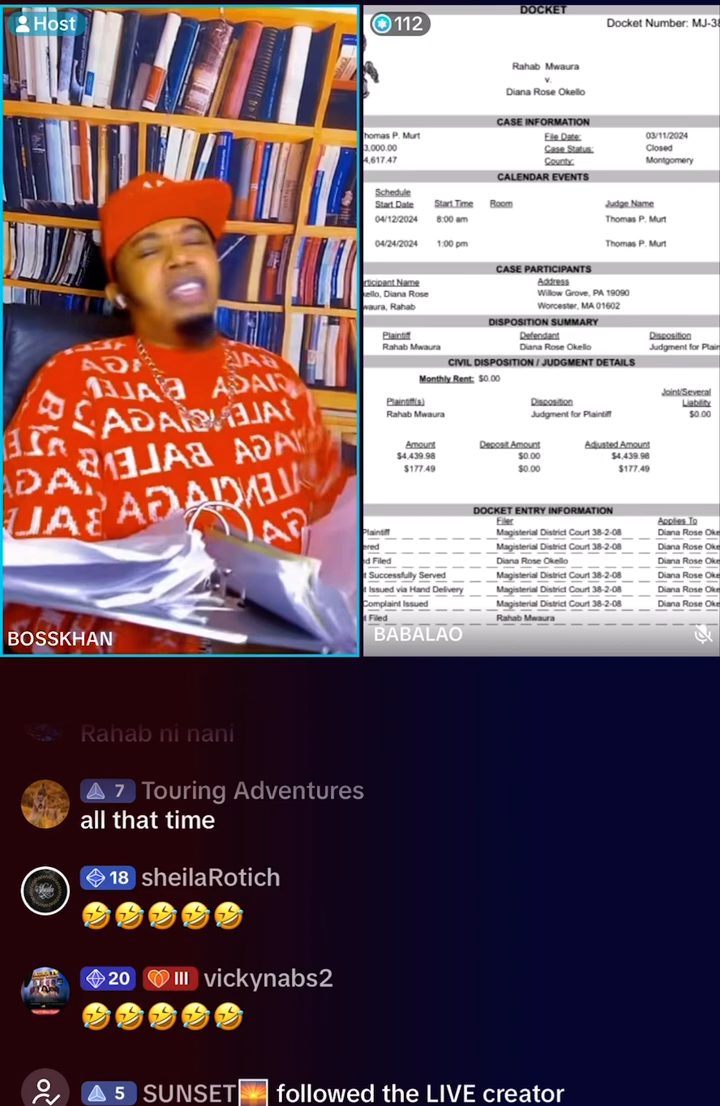 Host
BALENCIAGA
BOSSKHAN
112
DOCKET
Docket Number: MJ-38
Rahab Mwaura
v.
Diana Rose Okello
CASE INFORMATION
homas P. Murt File Date: 03/11/2024
3,000.00 Case Status: Closed
4,617.47 County: Montgomery
CALENDAR EVENTS
Schedule
Start Date Start Time Room Judge Name
04/12/2024 8:00 am Thomas P. Murt
04/24/2024 1:00 pm Thomas P. Murt
CASE PARTICIPANTS
rticipant Name Address
ello, Diana Rose Willow Grove, PA 19090
waura, Rahab Worcester, MA 01602
DISPOSITION SUMMARY
Plaintiff Defendant Disposition
Rahab Mwaura Diana Rose Okello Judgment for Plain
CIVIL DISPOSITION / JUDGMENT DETAILS
Monthly Rent: $0.00
Joint/Several
Plaintiff(s) Disposition Liability
Rahab Mwaura Judgment for Plaintiff $0.00
Amount Deposit Amount Adjusted Amount
$4,439.98 $0.00 $4,439.98
$177.49 $0.00 $177.49
DOCKET ENTRY INFORMATION
Filer Applies To
Plaintiff Magisterial District Court 38-2-08 Diana Rose Oke
ered Magisterial District Court 38-2-08 Diana Rose Oke
d Filed Diana Rose Okello Diana Rose Oke
t Successfully Served Magisterial District Court 38-2-08 Diana Rose Oke
t Issued via Hand Delivery Magisterial District Court 38-2-08 Diana Rose Oke
Complaint Issued Magisterial District Court 38-2-08 Diana Rose Oke
t Filed Rahab Mwaura
BABALAO
Rahab ni nani
7 Touring Adventures
all that time
18 sheilaRotich
🤣🤣🤣🤣🤣
20 III vickynabs2
🤣🤣🤣🤣🤣
5 SUNSET🌅 followed the LIVE creator